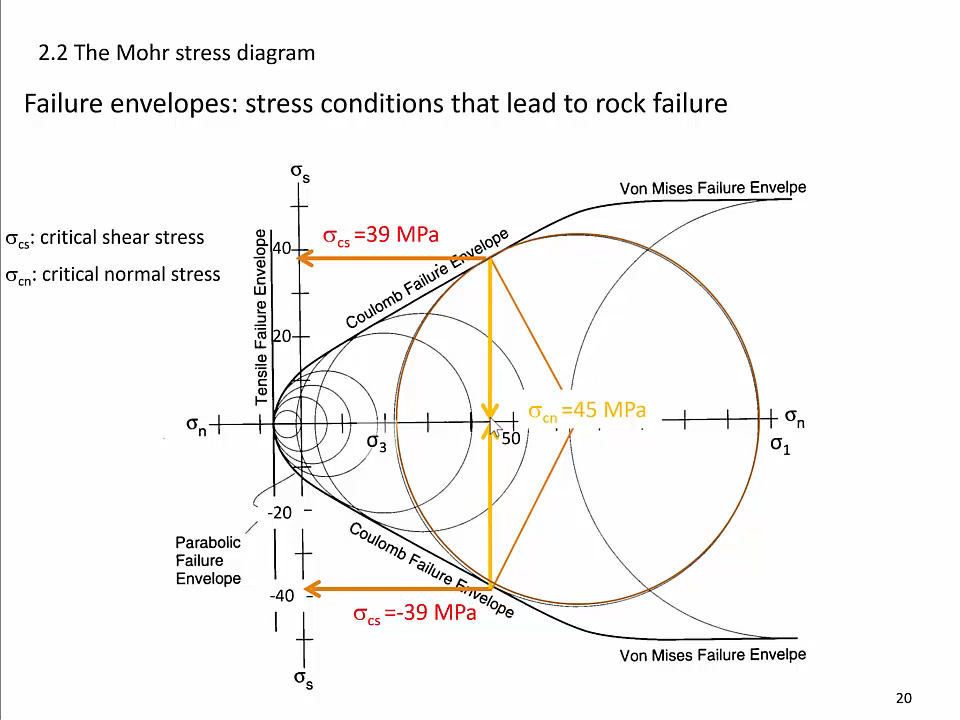 2.2 The Mohr stress diagram
Failure envelopes: stress conditions that lead to rock failure
σs
Von Mises Failure Envelpe
σcs: critical shear stress
σcs =39 MPa
40
σcn: critical normal stress
Tensile Failure Envelope
Coulomb Failure Envelope
20
σcn =45 MPa
σn
σn
σ3
50
σ1
-20
Parabolic
Failure
Envelope
Coulomb Failure Envelope
-40
σcs =-39 MPa
Von Mises Failure Envelpe
σs
20